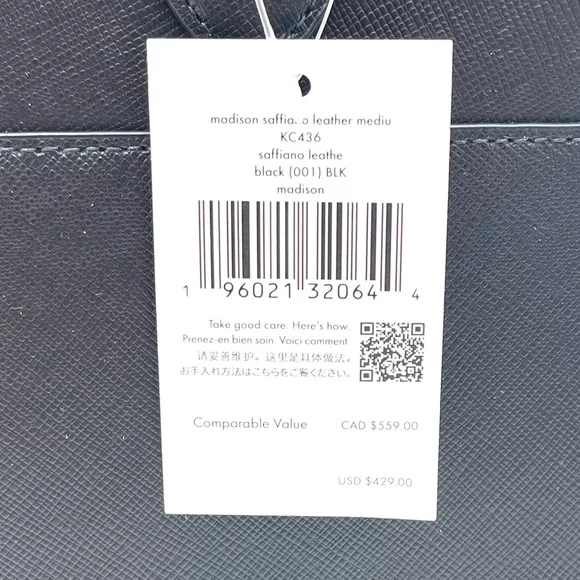 madison saffiano leather mediu
KC436
saffiano leathe
black (001) BLK
madison
1 96021 32064 4
Take good care. Here's how.
Prenez-en bien soin. Voici comment.
请妥善维护。这里是具体做法。
お手入れ方法はこちらをご覧ください。
Comparable Value CAD $559.00
USD $429.00